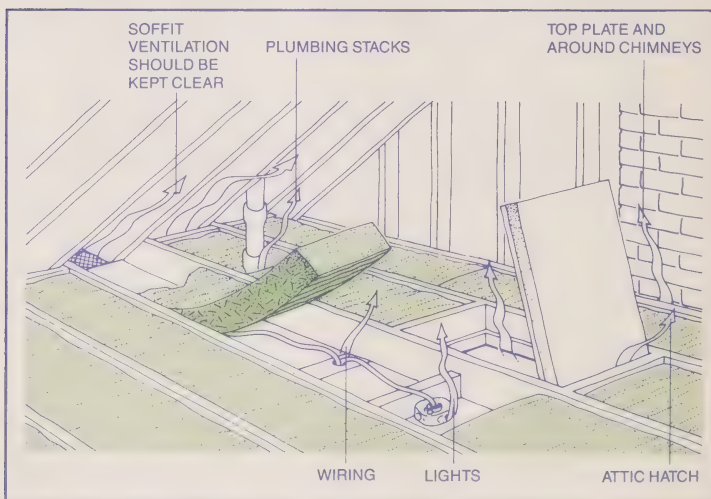 SOFFIT
VENTILATION
SHOULD BE
KEPT CLEAR
PLUMBING STACKS
TOP PLATE AND
AROUND CHIMNEYS
WIRING
LIGHTS
ATTIC HATCH